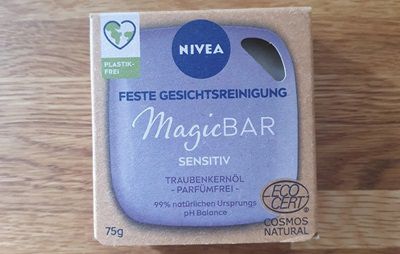 NIVEA
PLASTIK-
FREI
FESTE GESICHTSREINIGUNG
MagicBAR
SENSITIV
TRAUBENKERNÖL
- PARFÜMFREI -
99% natürlichen Ursprungs
pH Balance
75g
ECO
CERT
COSMOS
NATURAL